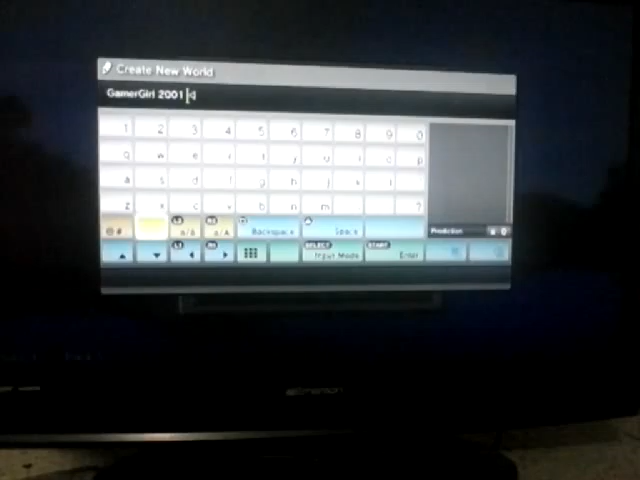 Create New World
GamerGirl 2001
1 2 3 4 5 6 7 8 9 0
q w e r t y u i o p
a s d f g h j k l
z x c v b n m ?
@# a/à a/A Backspace Space Prediction
SELECT Input Mode START Enter
Emerson